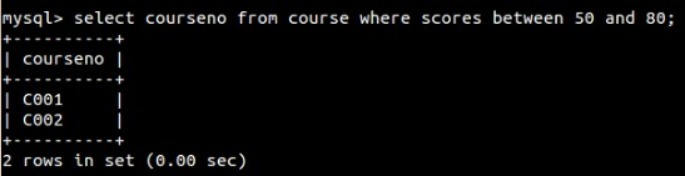 mysql> select courseno from course where scores between 50 and 80;
+----------+
| courseno |
+----------+
| C001     |
| C002     |
+----------+
2 rows in set (0.00 sec)